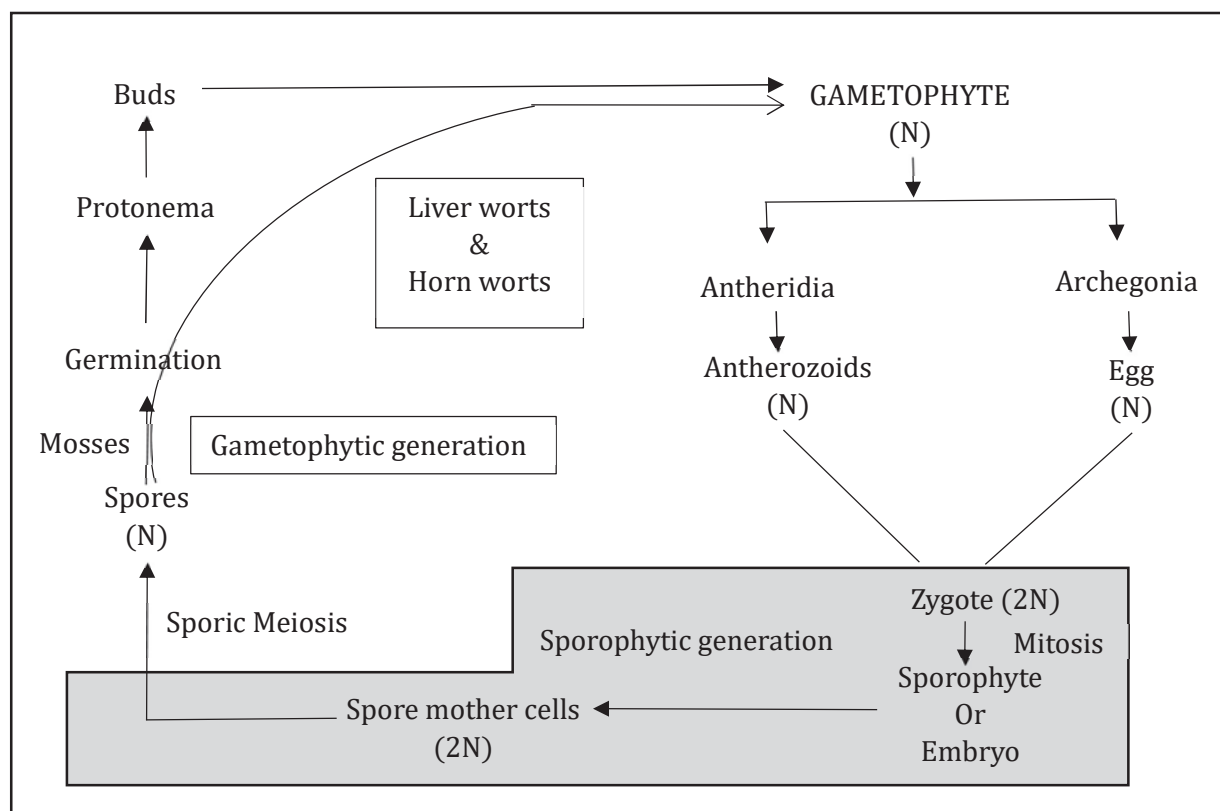 Buds
GAMETOPHYTE
(N)
Protonema
Liver worts
&
Horn worts
Antheridia
Archegonia
Germination
Antherozoids
(N)
Egg
(N)
Mosses
Gametophytic generation
Spores
(N)
Sporic Meiosis
Zygote (2N)
Sporophytic generation
Mitosis
Sporophyte
Or
Embryo
Spore mother cells
(2N)